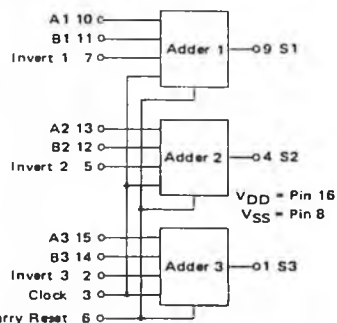 A1 10
B1 11
Invert 1 7
Adder 1
9 S1
A2 13
B2 12
Invert 2 5
Adder 2
4 S2
VDD = Pin 16
VSS = Pin 8
A3 15
B3 14
Invert 3 2
Clock 3
arry Reset 6
Adder 3
1 S3